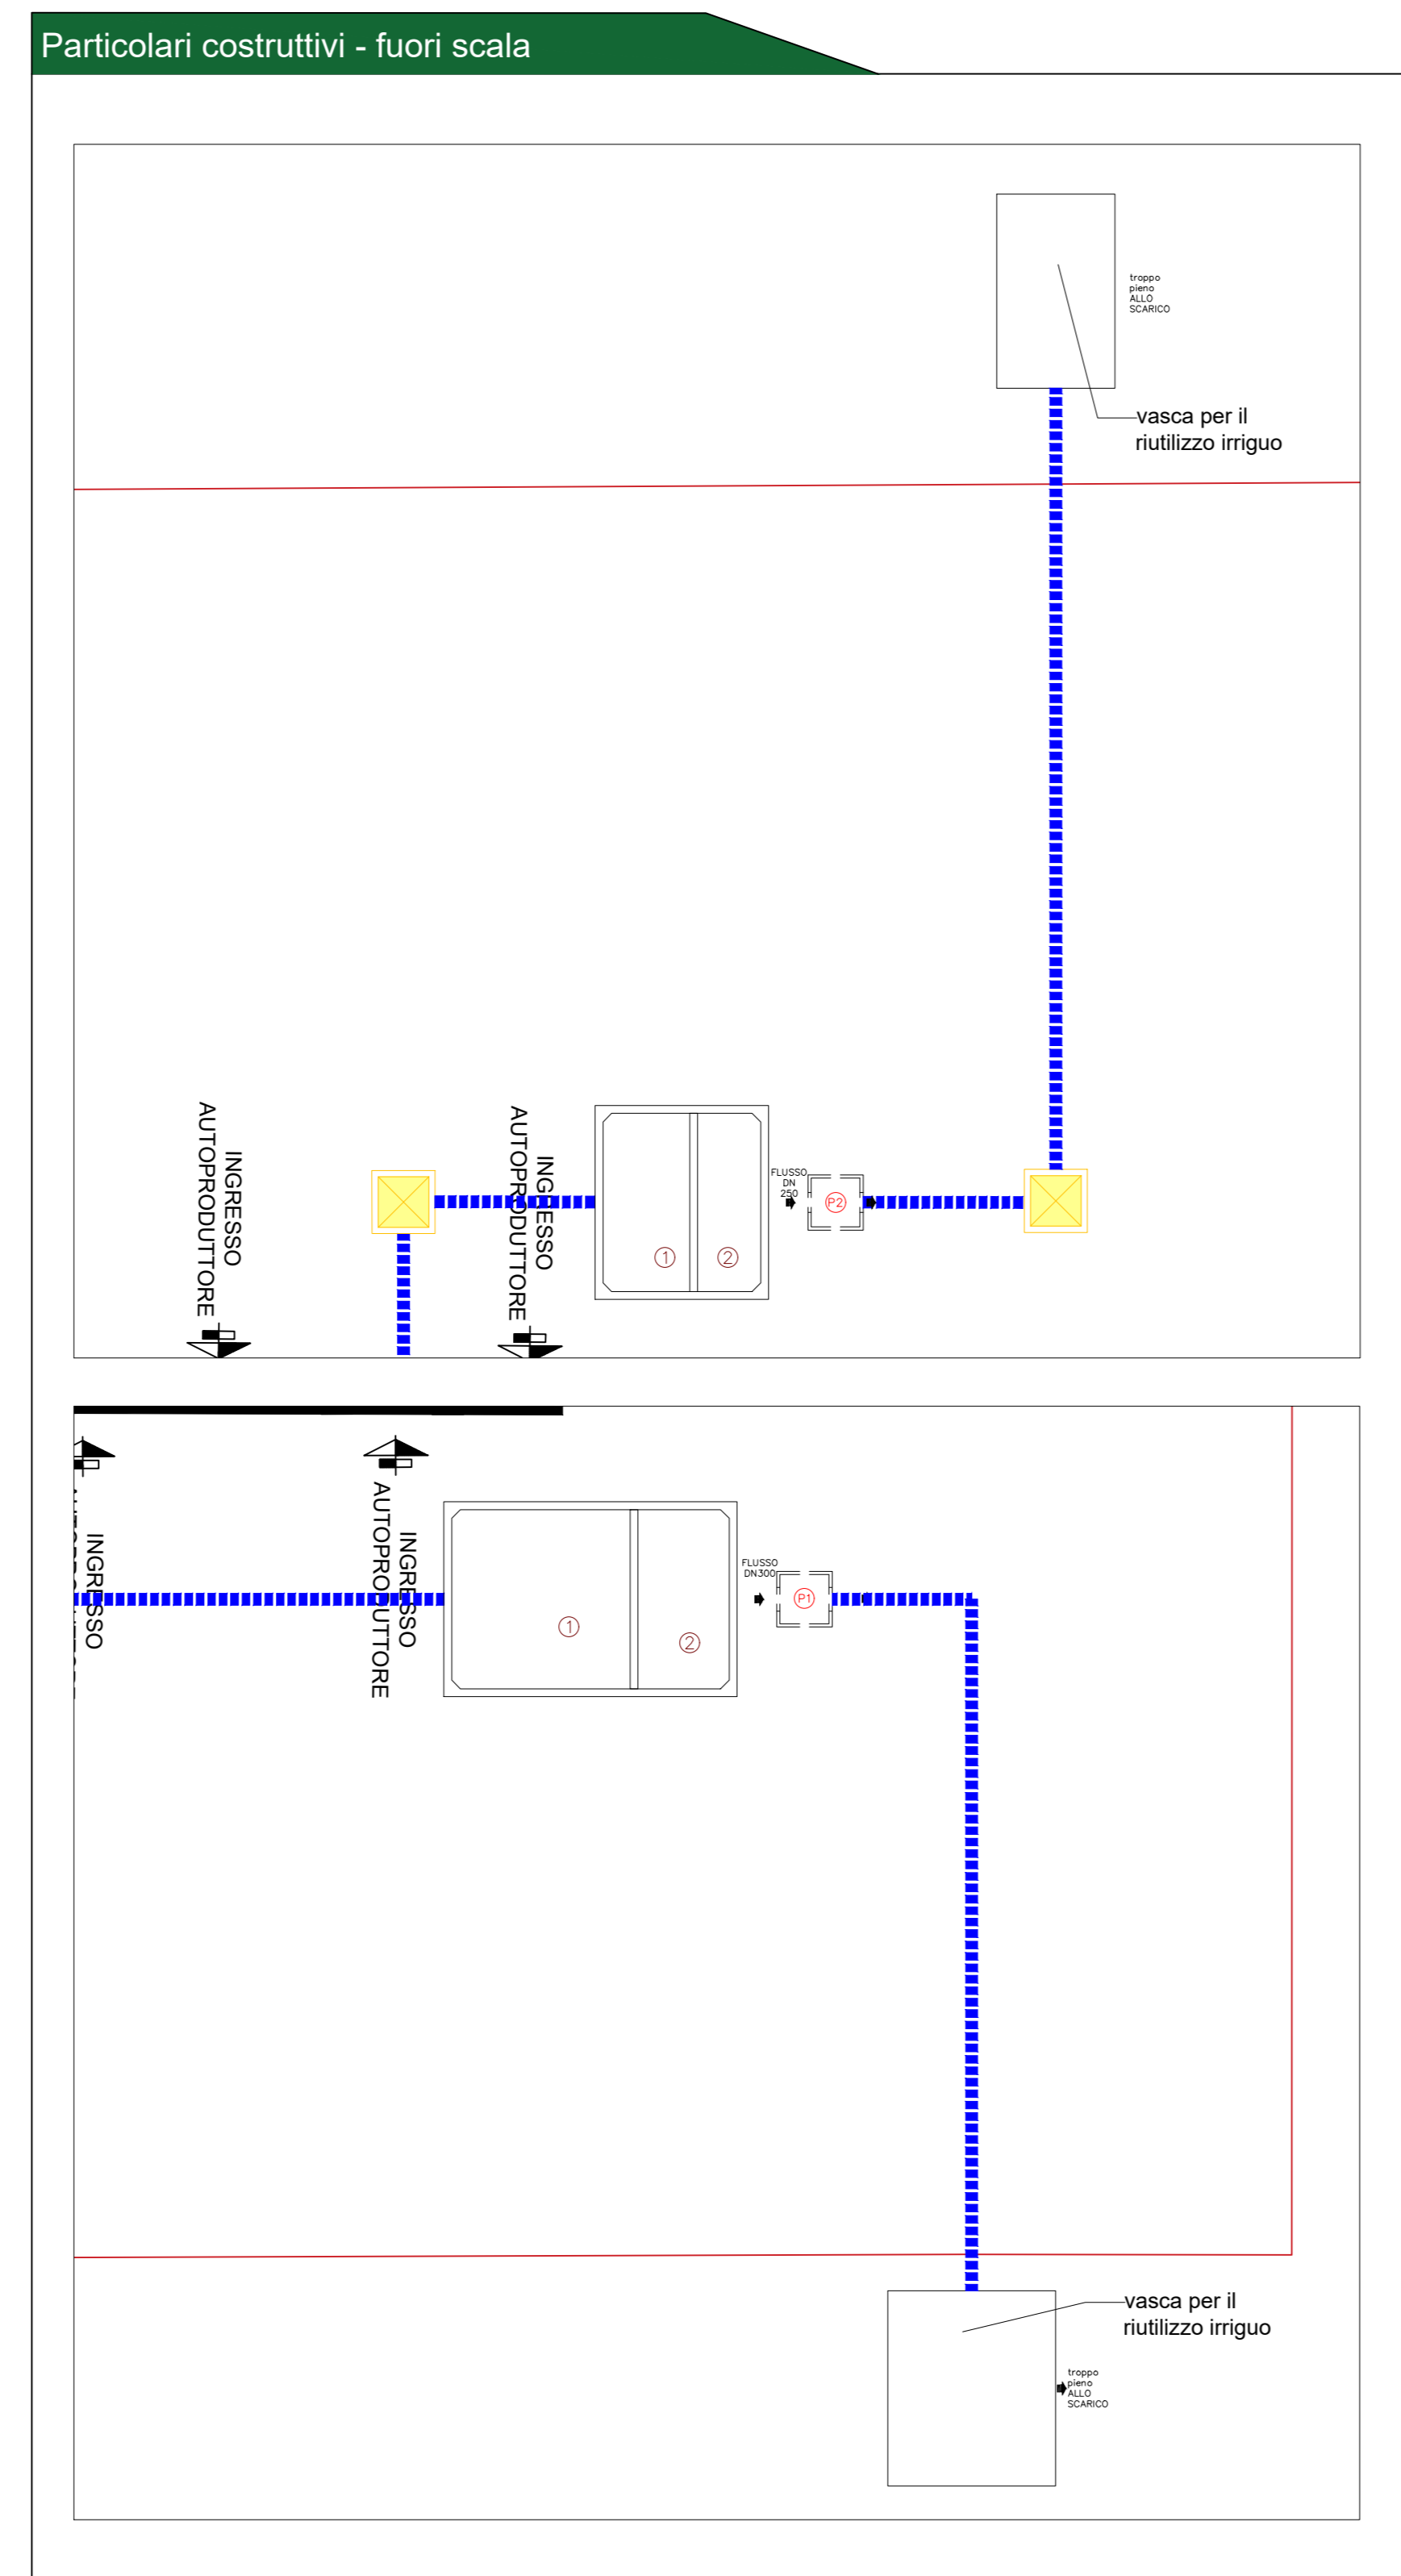 Particolari costruttivi - fuori scala
troppo
pieno
ALLO
SCARICO
vasca per il
riutilizzo irriguo
INGRESSO
AUTOPRODUTTORE
INGRESSO
AUTOPRODUTTORE
FLUSSO
DN
250
P2
1
2
INGRESSO
INGRESSO
AUTOPRODUTTORE
FLUSSO
DN300
P1
1
2
vasca per il
riutilizzo irriguo
troppo
pieno
ALLO
SCARICO